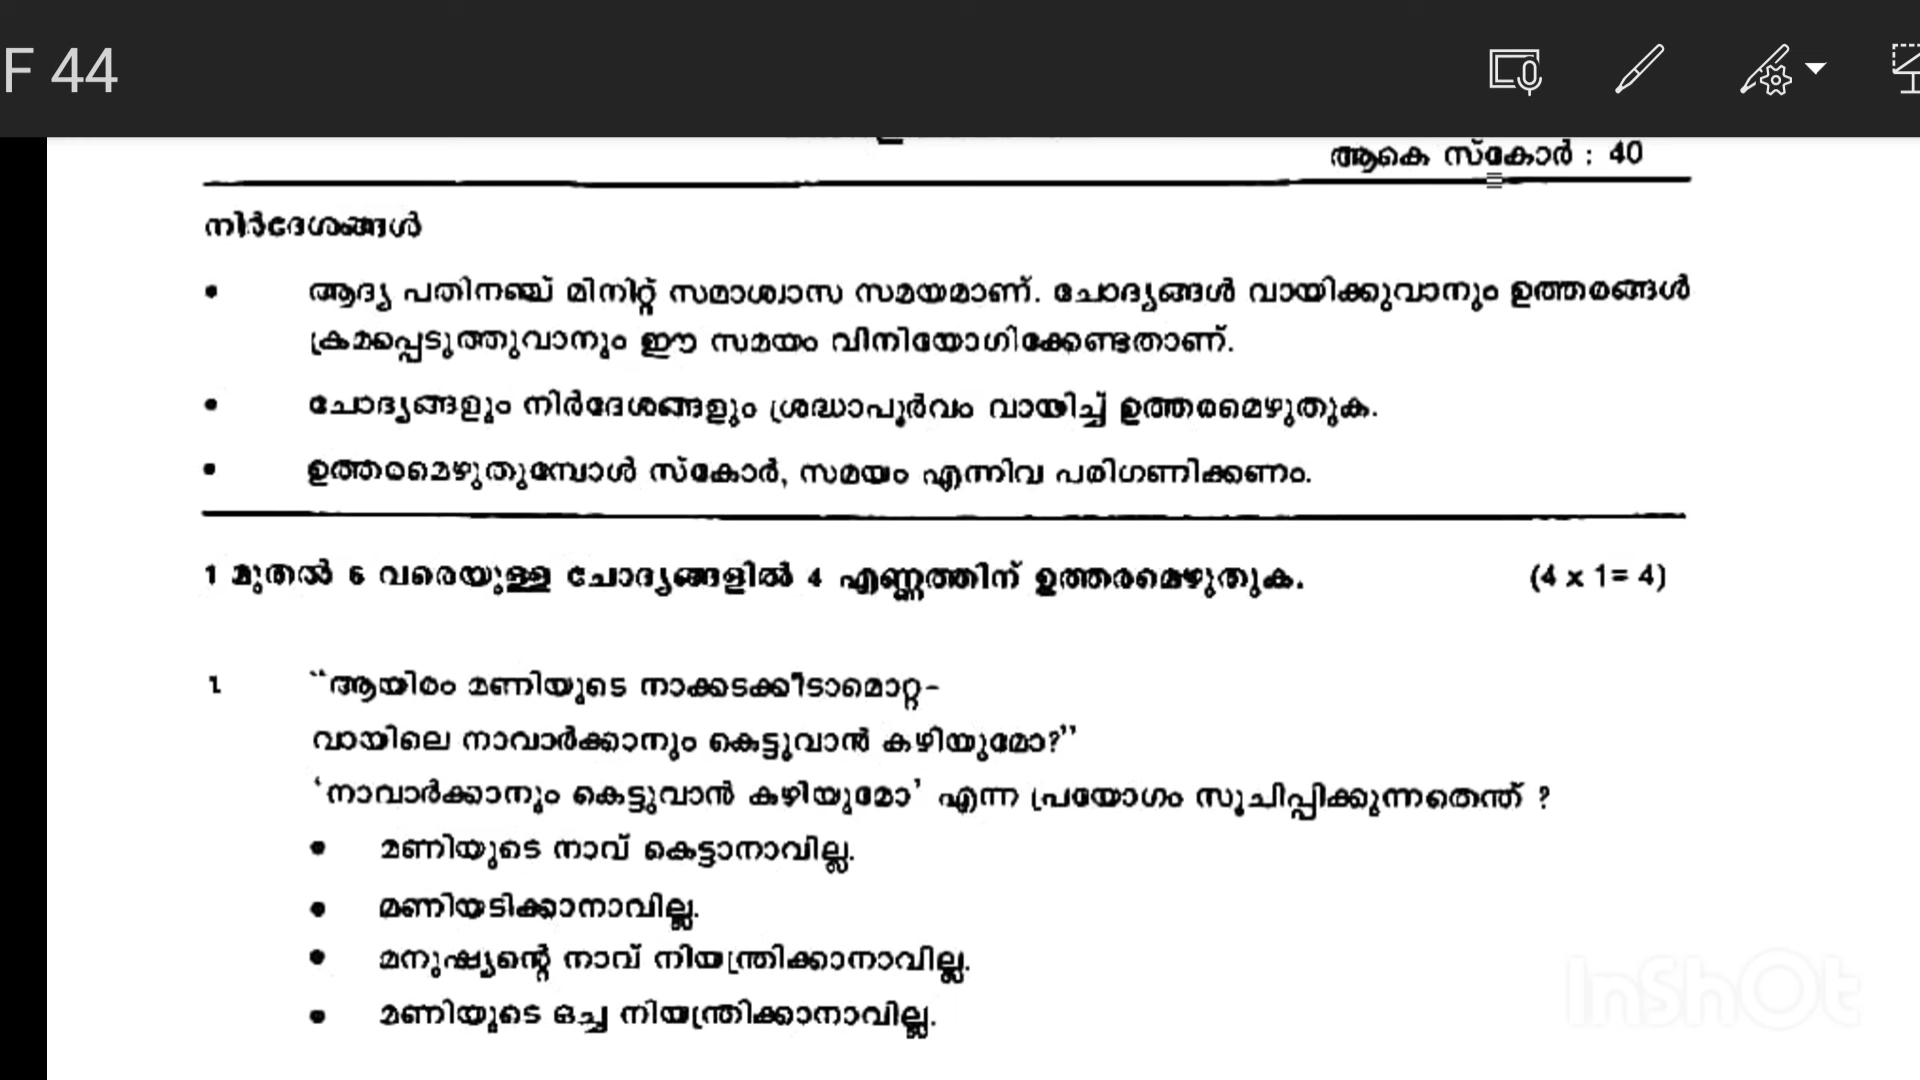 F 44
ആകെ സ്കോർ : 40
നിർദേശങ്ങൾ
• ആദ്യ പതിനഞ്ച് മിനിറ്റ് സമാശ്വാസ സമയമാണ്. ചോദ്യങ്ങൾ വായിക്കുവാനും ഉത്തരങ്ങൾ
ക്രമപ്പെടുത്തുവാനും ഈ സമയം വിനിയോഗിക്കേണ്ടതാണ്.
• ചോദ്യങ്ങളും നിർദേശങ്ങളും ശ്രദ്ധാപൂർവം വായിച്ച് ഉത്തരമെഴുതുക.
• ഉത്തരമെഴുതുമ്പോൾ സ്കോർ, സമയം എന്നിവ പരിഗണിക്കണം.
1 മുതൽ 6 വരെയുള്ള ചോദ്യങ്ങളിൽ 4 എണ്ണത്തിന് ഉത്തരമെഴുതുക. (4 x 1= 4)
1. “ആയിരം മണിയുടെ നാക്കടക്കീടാമൊറ്റ-
വായിലെ നാവാർക്കാനും കെട്ടുവാൻ കഴിയുമോ?”
‘നാവാർക്കാനും കെട്ടുവാൻ കഴിയുമോ’ എന്ന പ്രയോഗം സൂചിപ്പിക്കുന്നതെന്ത് ?
• മണിയുടെ നാവ് കെട്ടാനാവില്ല.
• മണിയടിക്കാനാവില്ല.
• മനുഷ്യന്റെ നാവ് നിയന്ത്രിക്കാനാവില്ല.
• മണിയുടെ ഒച്ച നിയന്ത്രിക്കാനാവില്ല.
InShOt